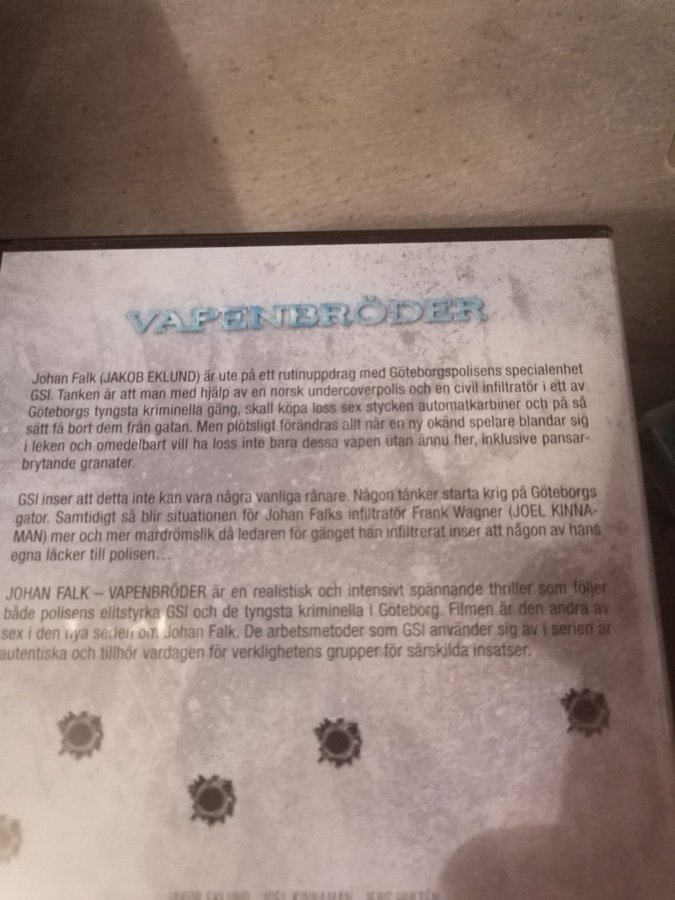 VAPENBRÖDER
Johan Falk (JAKOB EKLUND) är ute på ett rutinuppdrag med Göteborgspolisens specialenhet
GSI. Tanken är att man med hjälp av en norsk undercoverpolis och en civil infiltratör i ett av
Göteborgs tyngsta kriminella gäng, skall köpa loss sex stycken automatkarbiner och på så
sätt få bort dem från gatan. Men plötsligt förändras allt när en ny okänd spelare blandar sig
i leken och omedelbart vill ha loss inte bara dessa vapen utan ännu fler, inklusive pansar-
brytande granater.
GSI inser att detta inte kan vara några vanliga rånare. Någon tänker starta krig på Göteborgs
gator. Samtidigt så blir situationen för Johan Falks infiltratör Frank Wagner (JOEL KINNA-
MAN) mer och mer mardrömslik då ledaren för gänget han infiltrerat inser att någon av hans
egna läcker till polisen...
JOHAN FALK – VAPENBRÖDER är en realistisk och intensivt spännande thriller som följer
både polisens elitstyrka GSI och de tyngsta kriminella i Göteborg. Filmen är den andra av
sex i den nya serien om Johan Falk. De arbetsmetoder som GSI använder sig av i serien är
autentiska och tillhör vardagen för verklighetens grupper för särskilda insatser.
JAKOB EKLUND JOEL KINNAMAN